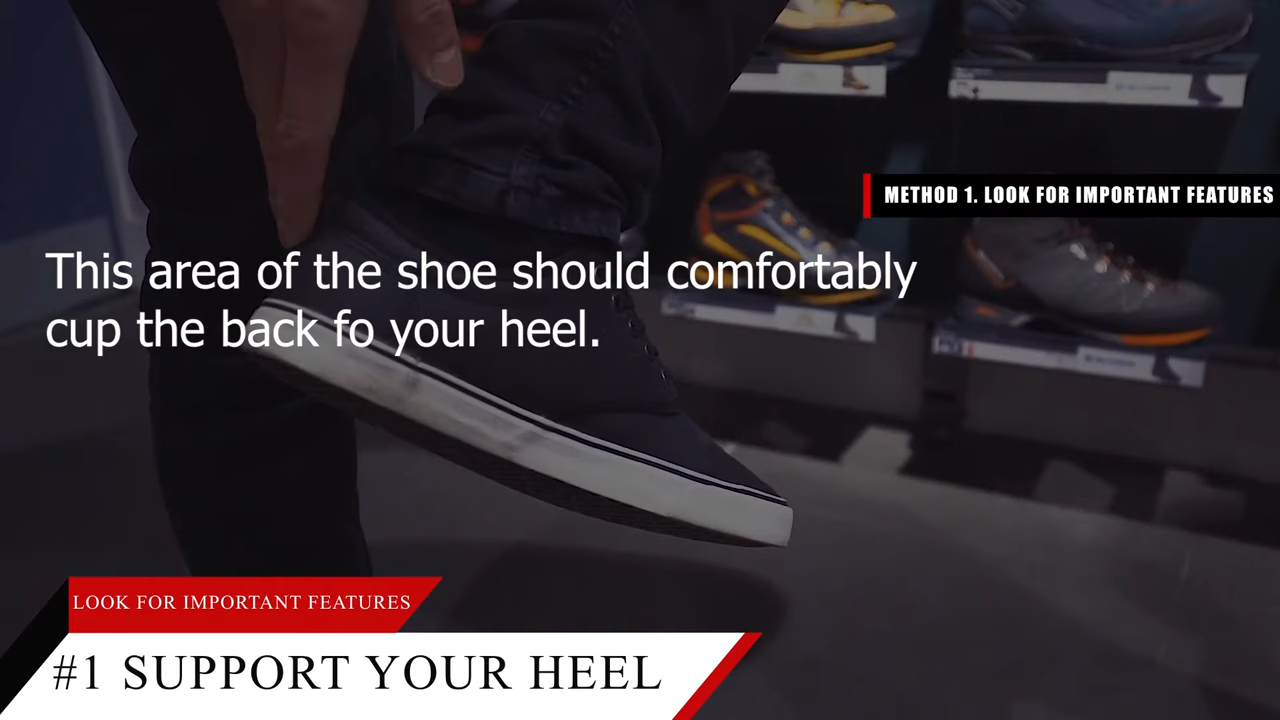 METHOD 1. LOOK FOR IMPORTANT FEATURES
This area of the shoe should comfortably
cup the back fo your heel.
LOOK FOR IMPORTANT FEATURES
#1 SUPPORT YOUR HEEL